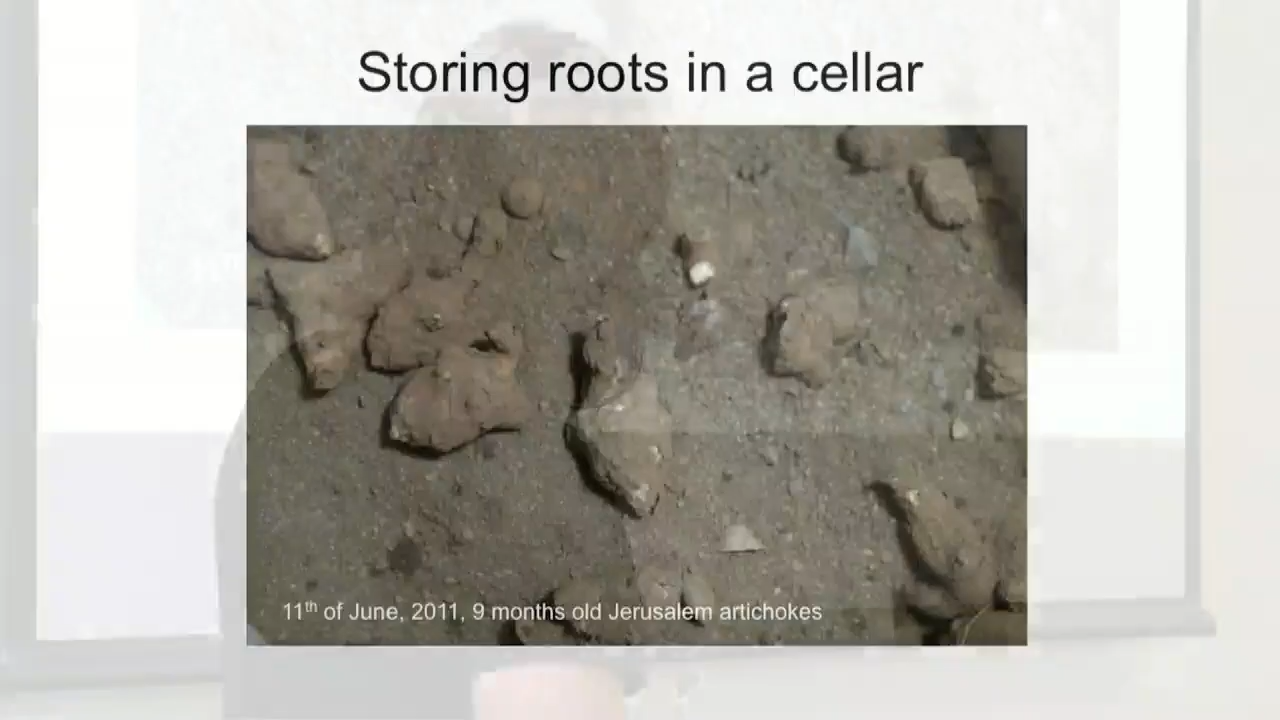 Storing roots in a cellar
11th of June, 2011, 9 months old Jerusalem artichokes